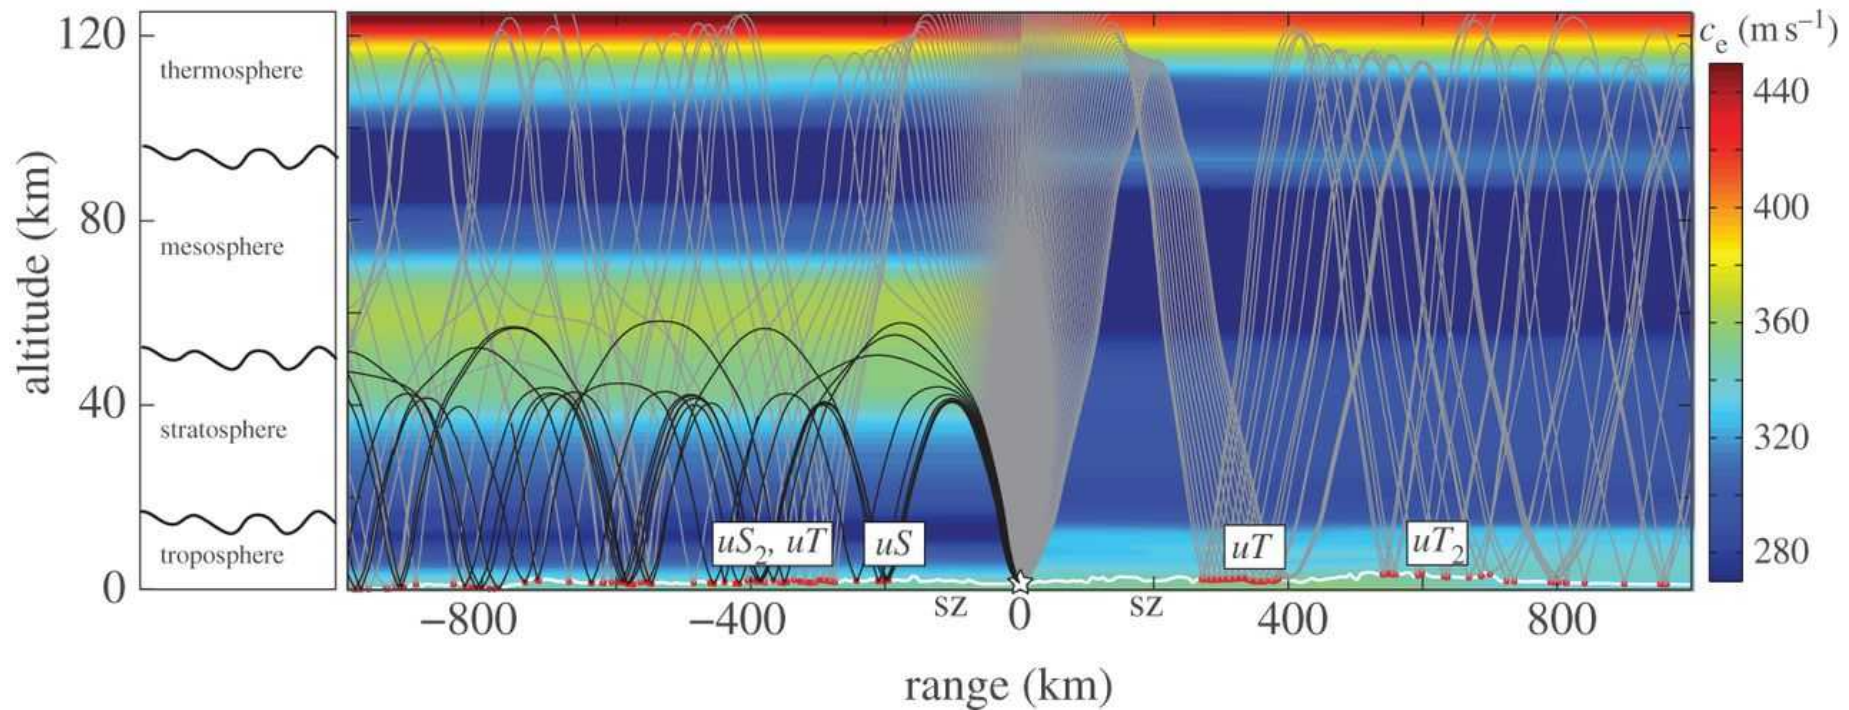 120
80
40
0
altitude (km)
thermosphere
mesosphere
stratosphere
troposphere
uS₂, uT
uS
uT
uT₂
sz
sz
−800
−400
0
400
800
range (km)
cₑ (m s⁻¹)
440
400
360
320
280